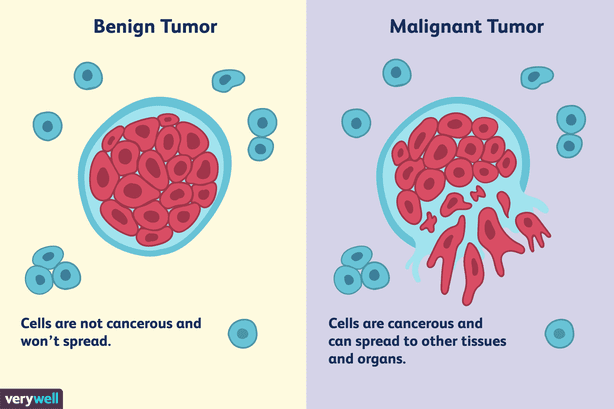 Benign Tumor
Malignant Tumor
Cells are not cancerous and
won't spread.
Cells are cancerous and
can spread to other tissues
and organs.
verywell